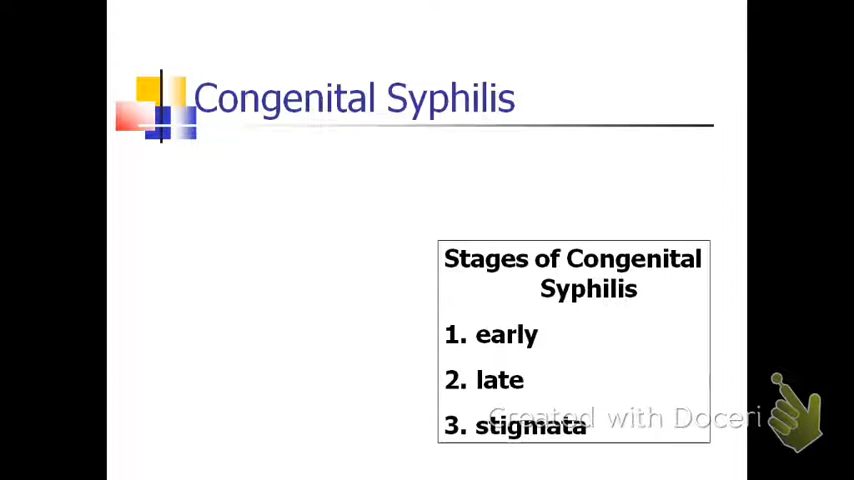 Congenital Syphilis
Stages of Congenital
Syphilis
1. early
2. late
3. stigmata
Created with Doceri